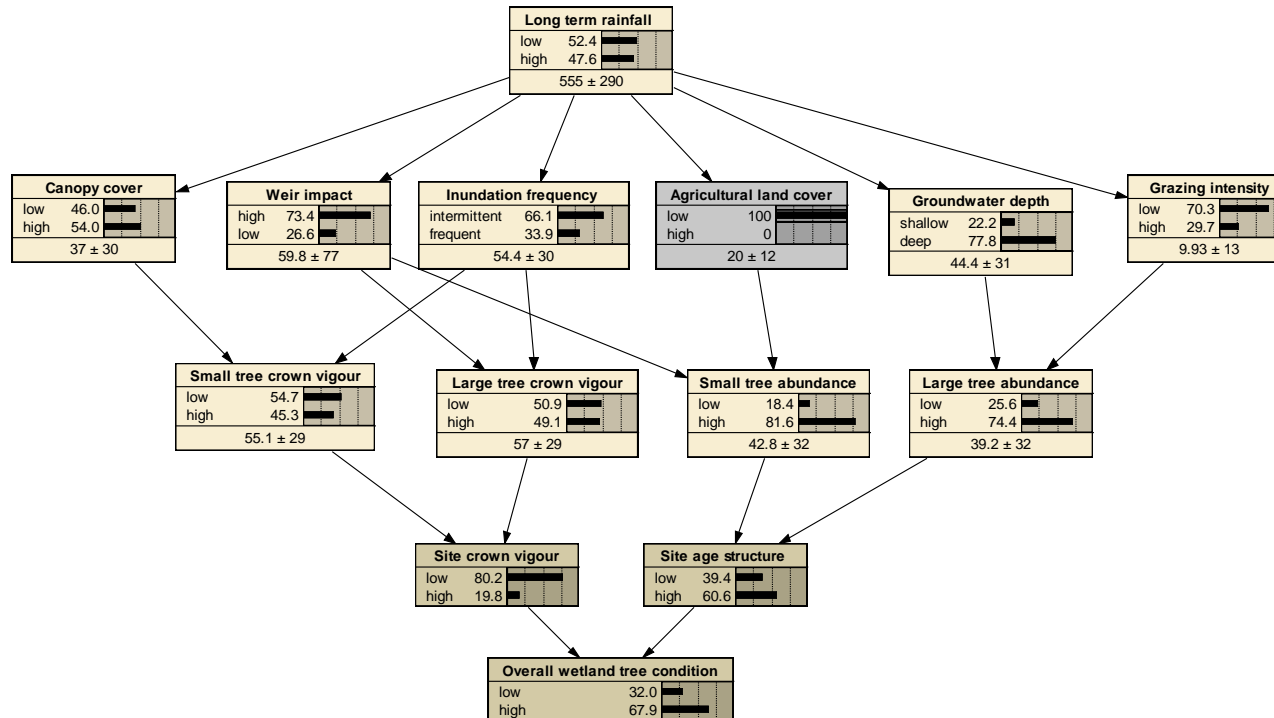 Long term rainfall
low 52.4
high 47.6
555 ± 290
Canopy cover
low 46.0
high 54.0
37 ± 30
Weir impact
high 73.4
low 26.6
59.8 ± 77
Inundation frequency
intermittent 66.1
frequent 33.9
54.4 ± 30
Agricultural land cover
low 100
high 0
20 ± 12
Groundwater depth
shallow 22.2
deep 77.8
44.4 ± 31
Grazing intensity
low 70.3
high 29.7
9.93 ± 13
Small tree crown vigour
low 54.7
high 45.3
55.1 ± 29
Large tree crown vigour
low 50.9
high 49.1
57 ± 29
Small tree abundance
low 18.4
high 81.6
42.8 ± 32
Large tree abundance
low 25.6
high 74.4
39.2 ± 32
Site crown vigour
low 80.2
high 19.8
Site age structure
low 39.4
high 60.6
Overall wetland tree condition
low 32.0
high 67.9